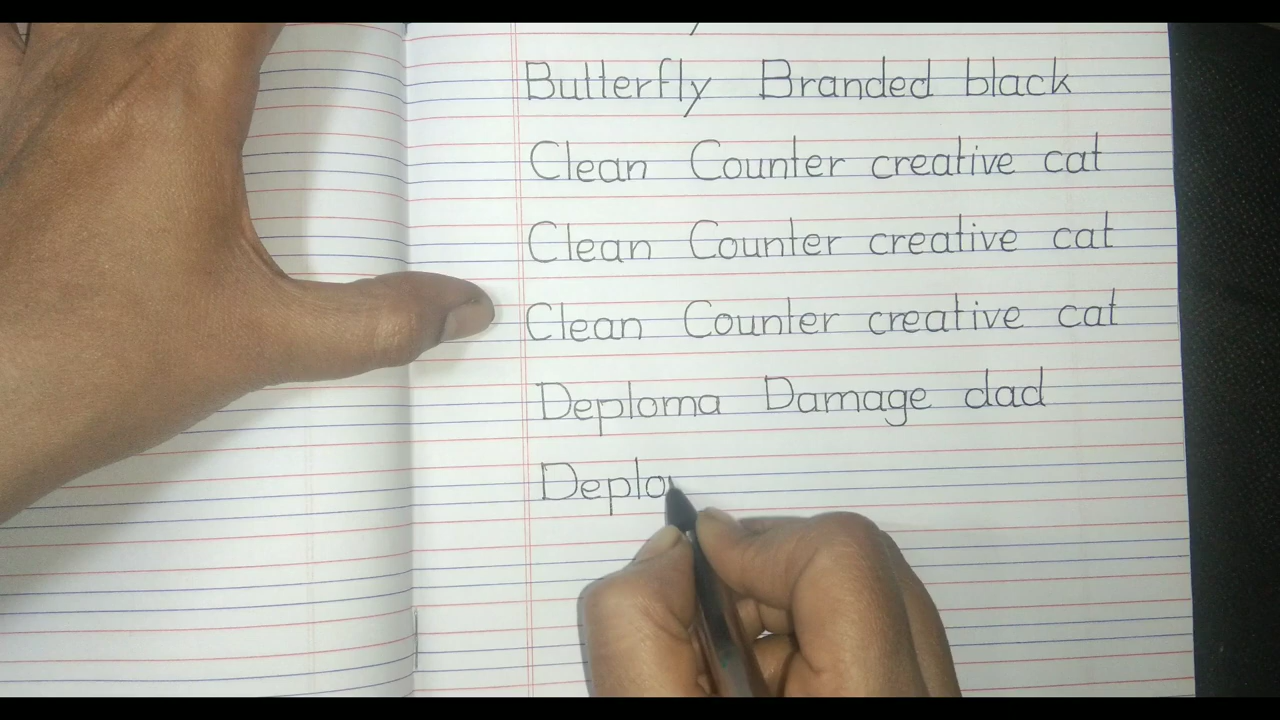 Butterfly Branded black
Clean Counter creative cat
Clean Counter creative cat
Clean Counter creative cat
Deploma Damage dad
Deplo